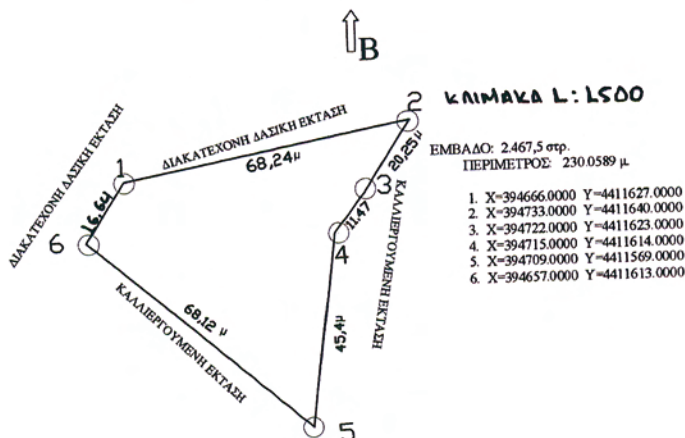 B
ΚΛΙΜΑΚΑ 1:1500
2
ΔΙΑΚΑΤΕΧΟΝΗ ΔΑΣΙΚΗ ΕΚΤΑΣΗ
68,24μ
20,25μ
ΕΜΒΑΔΟ: 2.467,5 στρ.
ΠΕΡΙΜΕΤΡΟΣ: 230.0589 μ.
ΔΙΑΚΑΤΕΧΟΝΗ ΔΑΣΙΚΗ ΕΚΤΑΣΗ
1
16.64
6
3
11.47
4
ΚΑΛΛΙΕΡΓΟΥΜΕΝΗ ΕΚΤΑΣΗ
1. X=394666.0000 Y=4411627.0000
2. X=394733.0000 Y=4411640.0000
3. X=394722.0000 Y=4411623.0000
4. X=394715.0000 Y=4411614.0000
5. X=394709.0000 Y=4411569.0000
6. X=394657.0000 Y=4411613.0000
68,12 μ
ΚΑΛΛΙΕΡΓΟΥΜΕΝΗ ΕΚΤΑΣΗ
45,4μ
5